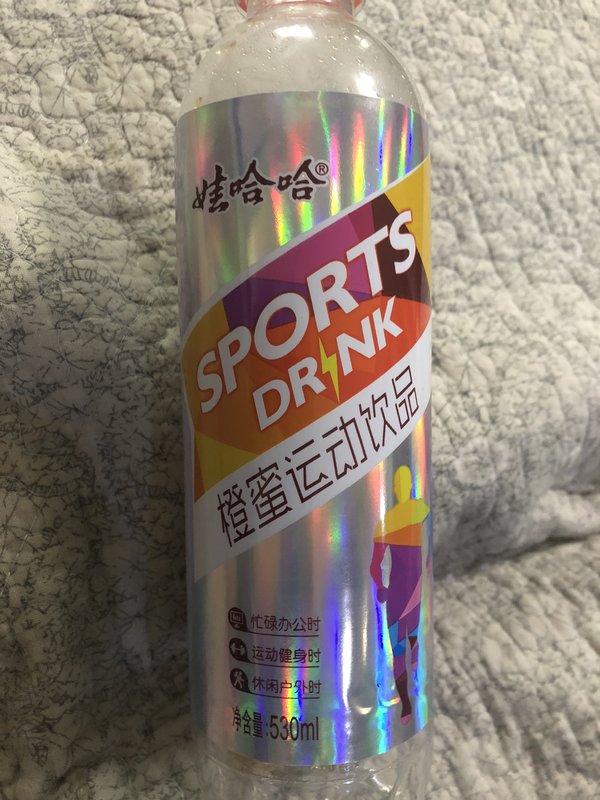 娃哈哈®
SPORTS
DRINK
橙蜜运动饮品
忙碌办公时
运动健身时
休闲户外时
净含量:530ml